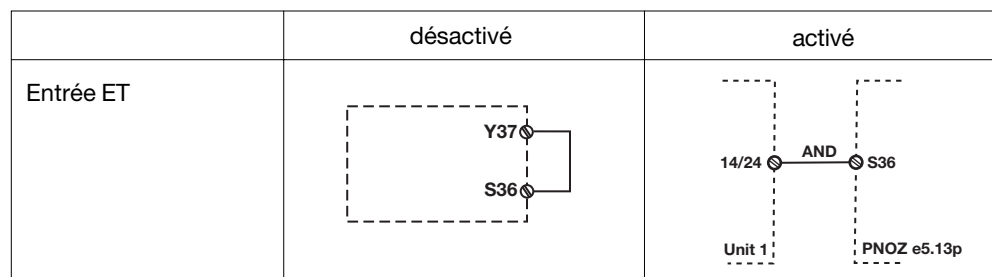 désactivé activé
Entrée ET
Y37
S36
14/24 AND S36
Unit 1 PNOZ e5.13p